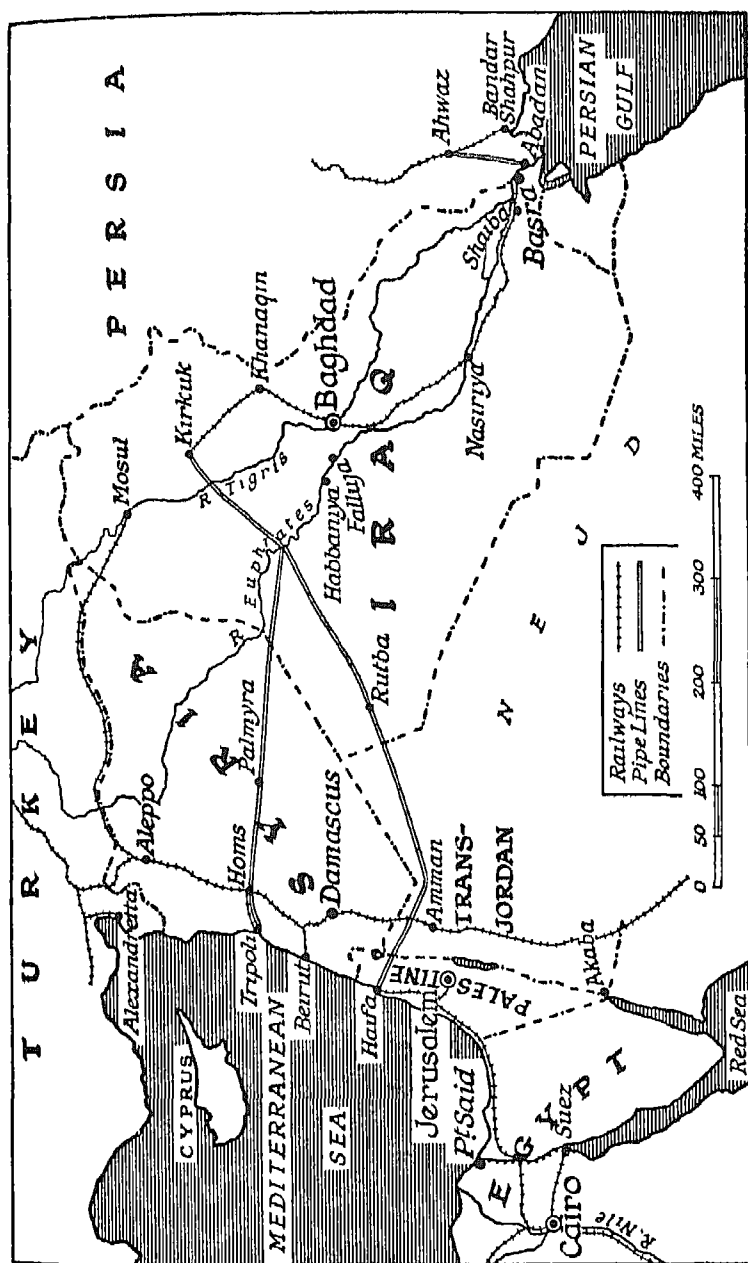 TURKEY
PERSIA
Alexandretta
Aleppo
Mosul
Kirkuk
Khanaqin
CYPRUS
MEDITERRANEAN
SEA
Tripoli
Homs
Palmyra
SYRIA
R. Euphrates
R Tigris
Baghdad
Habbaniya
Falluja
IRAQ
Ahwaz
Bandar
Shahpur
Abadan
PERSIAN
GULF
Beirut
Damascus
Haifa
Rutba
Nasiriya
Shaiba
Basra
Jerusalem
PALESTINE
Amman
TRANS-
JORDAN
Pt Said
EGYPT
Suez
Cairo
R. Nile
Akaba
Red Sea
NEJD
Railways
Pipe Lines
Boundaries
0 50 100 200 300 400 MILES